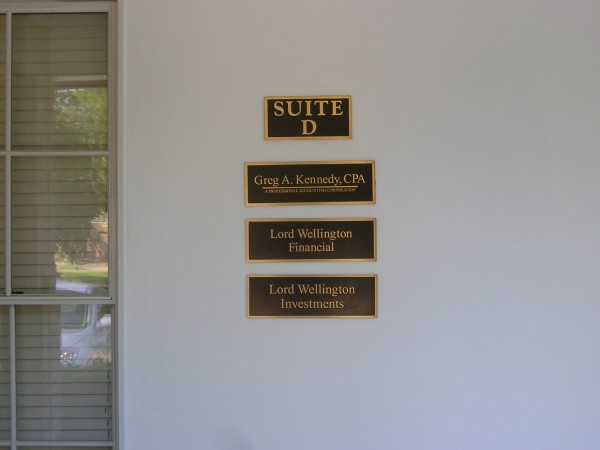 SUITE
D
Greg A. Kennedy, CPA
A PROFESSIONAL ACCOUNTING CORPORATION
Lord Wellington
Financial
Lord Wellington
Investments